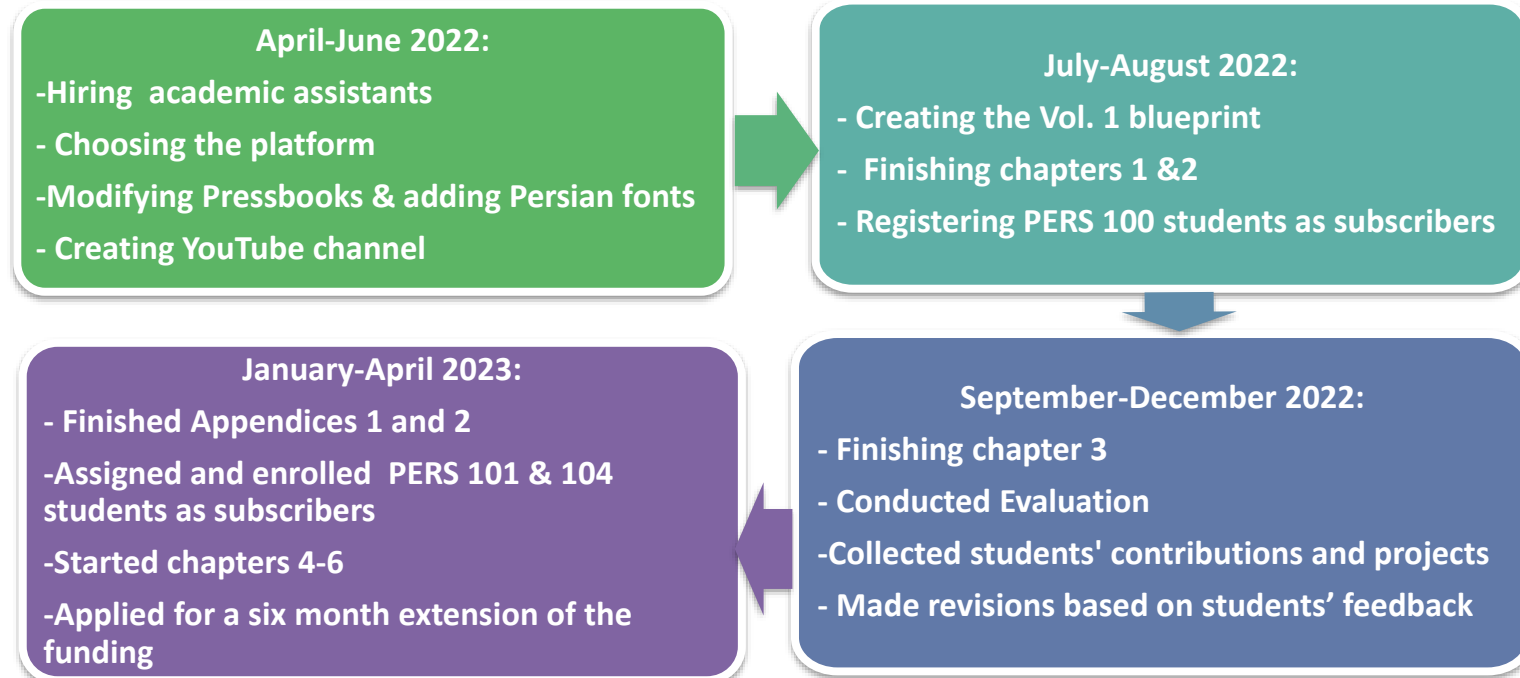 April-June 2022:
-Hiring  academic assistants
- Choosing the platform
-Modifying Pressbooks & adding Persian fonts
- Creating YouTube channel
July-August 2022:
- Creating the Vol. 1 blueprint
-  Finishing chapters 1 &2
- Registering PERS 100 students as subscribers
September-December 2022:
- Finishing chapter 3
- Conducted Evaluation
-Collected students' contributions and projects
- Made revisions based on students’ feedback
January-April 2023:
- Finished Appendices 1 and 2
-Assigned and enrolled  PERS 101 & 104
students as subscribers
-Started chapters 4-6
-Applied for a six month extension of the
funding